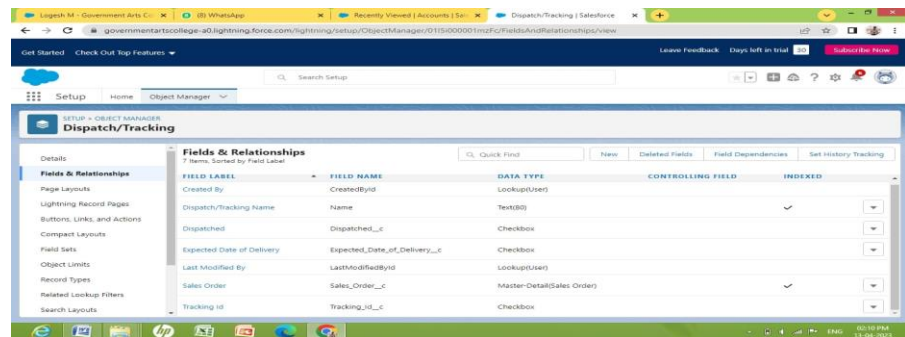 Logesh M - Government Arts Co
(8) WhatsApp
Recently Viewed | Accounts | Sal
Dispatch/Tracking | Salesforce
governmentartscollege-a0.lightning.force.com/lightning/setup/ObjectManager/01I5i000001mzFc/FieldsAndRelationships/view
Get Started Check Out Top Features
Leave Feedback Days left in trial 30 Subscribe Now
Search Setup
Setup Home Object Manager
SETUP > OBJECT MANAGER
Dispatch/Tracking
Details
Fields & Relationships
Page Layouts
Lightning Record Pages
Buttons, Links, and Actions
Compact Layouts
Field Sets
Object Limits
Record Types
Related Lookup Filters
Search Layouts
Fields & Relationships
7 Items, Sorted by Field Label
Quick Find New Deleted Fields Field Dependencies Set History Tracking
FIELD LABEL FIELD NAME DATA TYPE CONTROLLING FIELD INDEXED
Created By CreatedById Lookup(User)
Dispatch/Tracking Name Name Text(80)
Dispatched Dispatched__c Checkbox
Expected Date of Delivery Expected_Date_of_Delivery__c Checkbox
Last Modified By LastModifiedById Lookup(User)
Sales Order Sales_Order__c Master-Detail(Sales Order)
Tracking id Tracking_id__c Checkbox
ENG 02:10 PM
13-04-2023